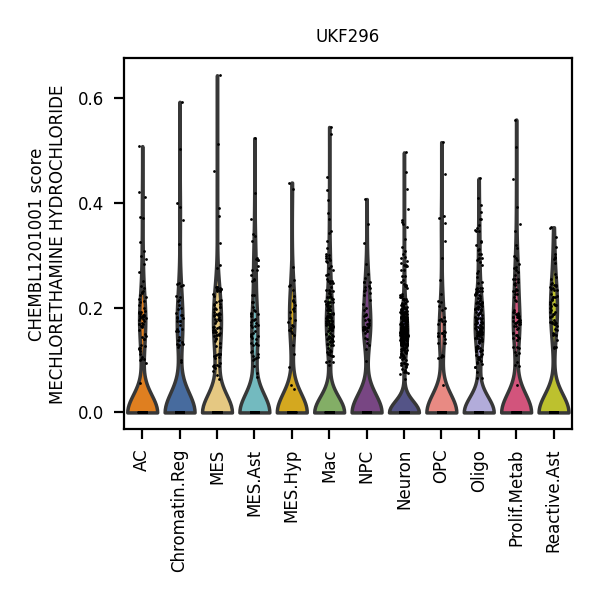 UKF296
CHEMBL1201001 score
MECHLORETHAMINE HYDROCHLORIDE
0.6
0.4
0.2
0.0
AC
Chromatin.Reg
MES
MES.Ast
MES.Hyp
Mac
NPC
Neuron
OPC
Oligo
Prolif.Metab
Reactive.Ast